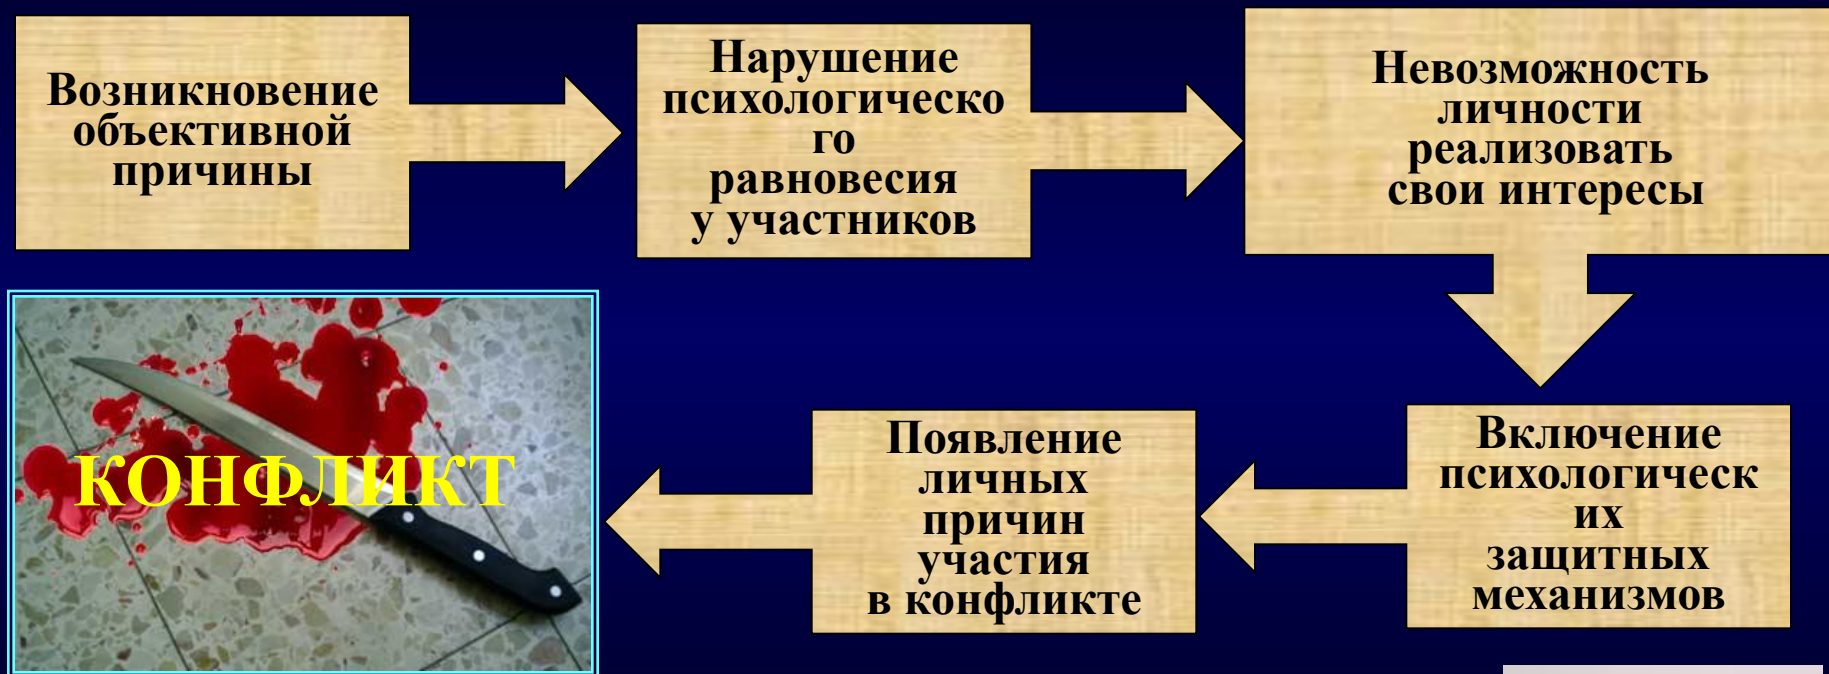 Возникновение
объективной
причины
Нарушение
психологическо
го
равновесия
у участников
Невозможность
личности
реализовать
свои интересы
Включение
психологическ
их
защитных
механизмов
Появление
личных
причин
участия
в конфликте
КОНФЛИКТ